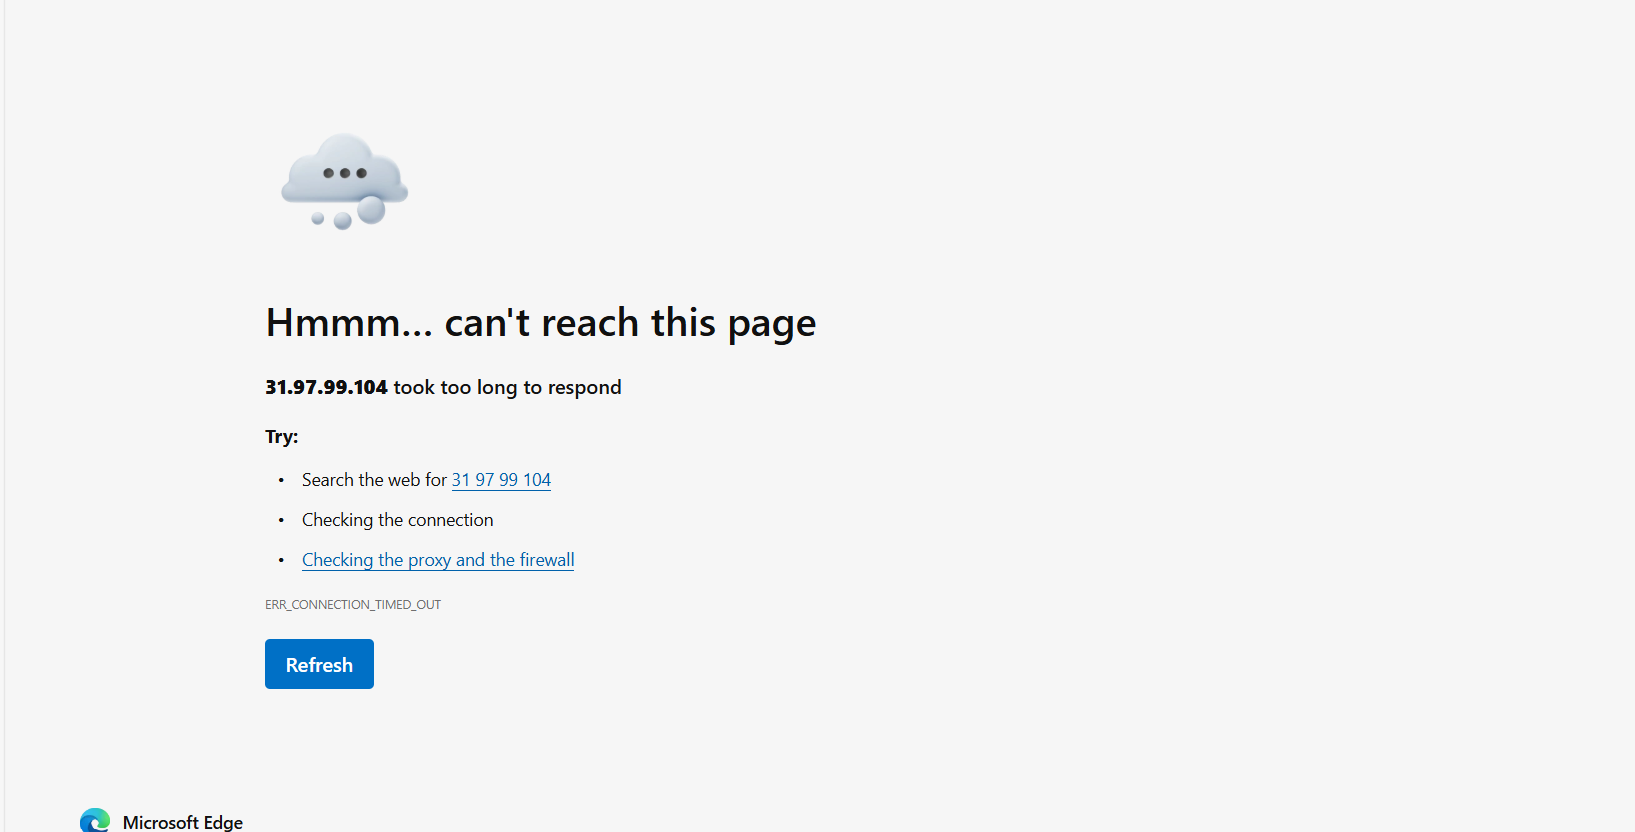 Hmmm... can't reach this page
31.97.99.104 took too long to respond
Try:
• Search the web for 31 97 99 104
• Checking the connection
• Checking the proxy and the firewall
ERR_CONNECTION_TIMED_OUT
Refresh
Microsoft Edge